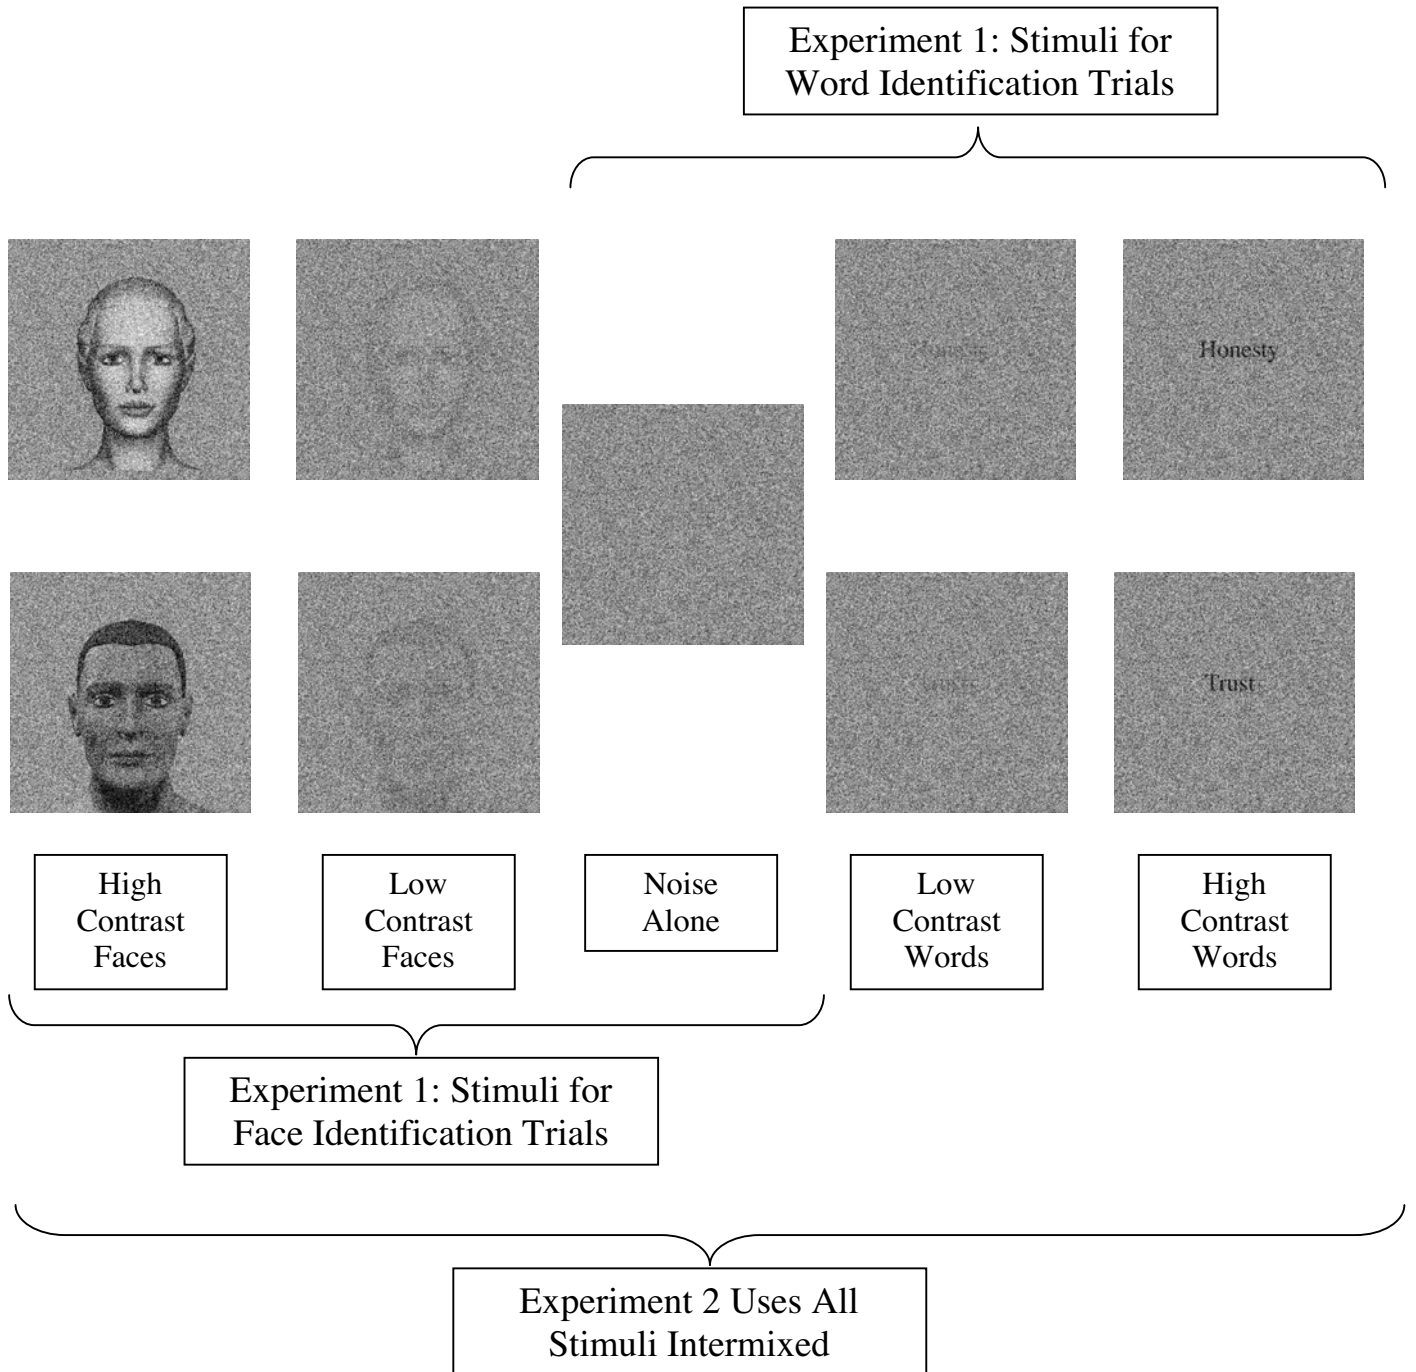 Experiment 1: Stimuli for
Word Identification Trials
Honesty
Trust
High
Contrast
Faces
Low
Contrast
Faces
Noise
Alone
Low
Contrast
Words
High
Contrast
Words
Experiment 1: Stimuli for
Face Identification Trials
Experiment 2 Uses All
Stimuli Intermixed